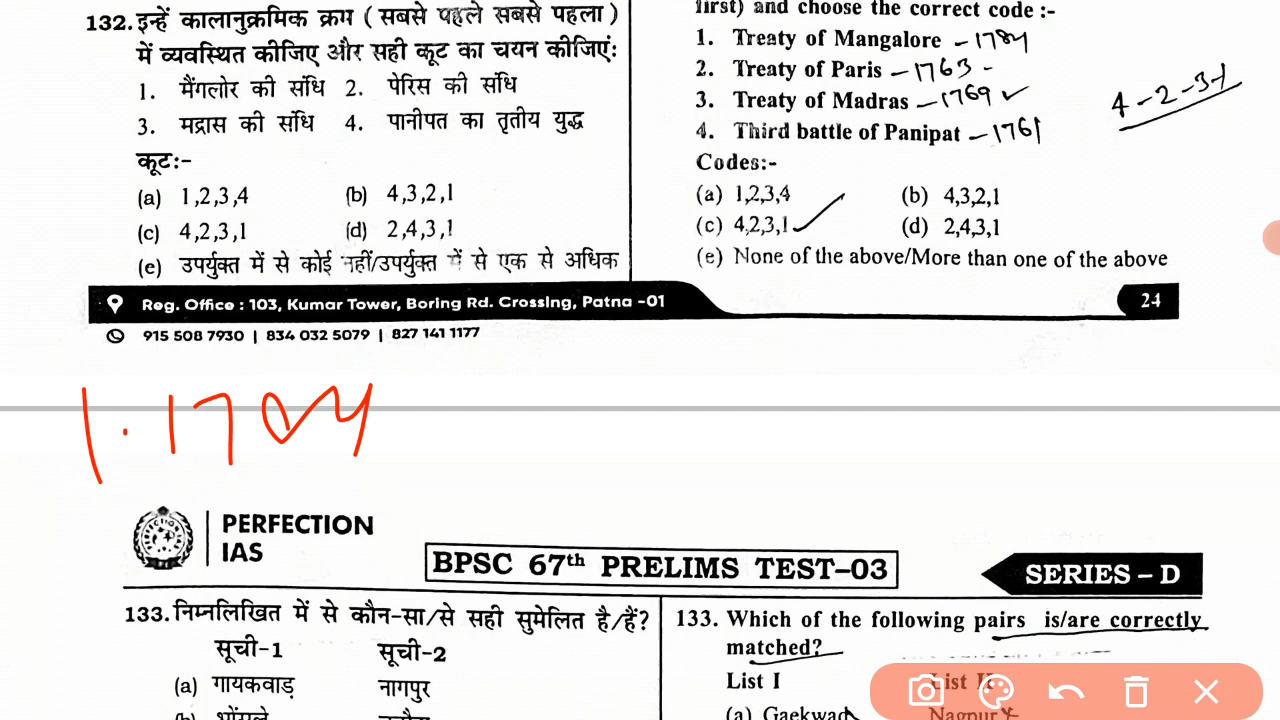 132. इन्हें कालानुक्रमिक क्रम ( सबसे पहले सबसे पहला )
में व्यवस्थित कीजिए और सही कूट का चयन कीजिएं:
1. मैंगलोर की संधि 2. पेरिस की संधि
3. मद्रास की संधि 4. पानीपत का तृतीय युद्ध
कूटः-
(a) 1,2,3,4 (b) 4,3,2,1
(c) 4,2,3,1 (d) 2,4,3,1
(e) उपर्युक्त में से कोई नहीं/उपर्युक्त में से एक से अधिक
first) and choose the correct code :-
1. Treaty of Mangalore – 1784
2. Treaty of Paris – 1763 -
3. Treaty of Madras – 1769 ✓
4. Third battle of Panipat – 1761
4-2-3-1
Codes:-
(a) 1,2,3,4 (b) 4,3,2,1
(c) 4,2,3,1 (d) 2,4,3,1
(e) None of the above/More than one of the above
Reg. Office : 103, Kumar Tower, Boring Rd. Crossing, Patna -01
24
915 508 7930 | 834 032 5079 | 827 141 1177
1. 1784
PERFECTION
IAS
BPSC 67th PRELIMS TEST–03
SERIES – D
133. निम्नलिखित में से कौन-सा/से सही सुमेलित है/हैं?
सूची-1 सूची-2
(a) गायकवाड़ नागपुर
(b) भोंसले
133. Which of the following pairs is/are correctly
matched?
List I List II
(a) Gaekwad Nagpur